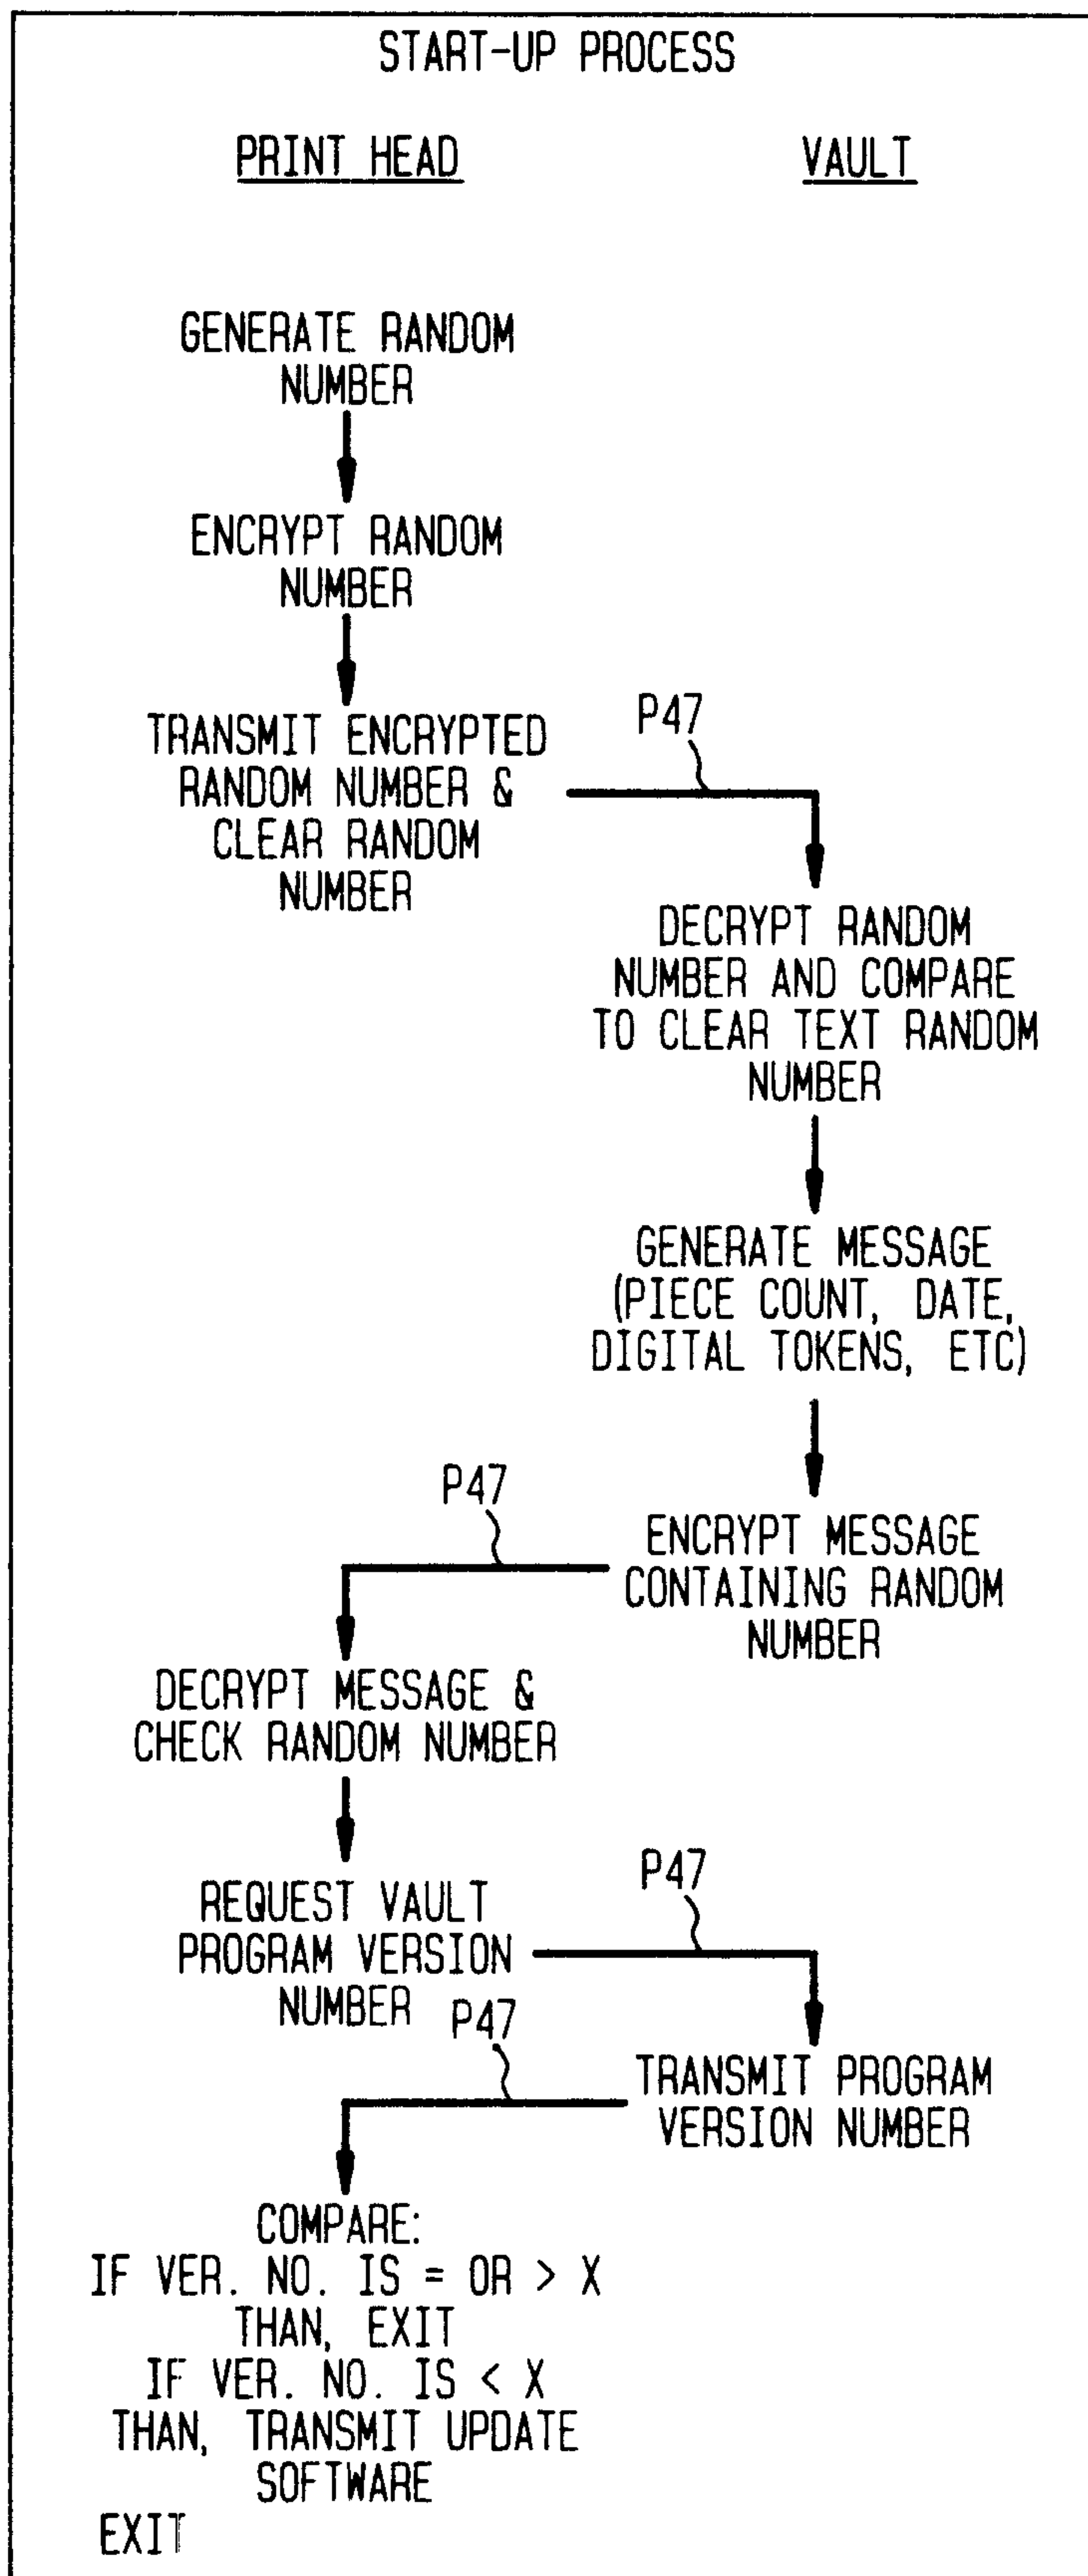 START-UP PROCESS
PRINT HEAD
VAULT
GENERATE RANDOM
NUMBER
ENCRYPT RANDOM
NUMBER
TRANSMIT ENCRYPTED
RANDOM NUMBER &
CLEAR RANDOM
NUMBER
P47
DECRYPT RANDOM
NUMBER AND COMPARE
TO CLEAR TEXT RANDOM
NUMBER
GENERATE MESSAGE
(PIECE COUNT, DATE,
DIGITAL TOKENS, ETC)
ENCRYPT MESSAGE
CONTAINING RANDOM
NUMBER
P47
DECRYPT MESSAGE &
CHECK RANDOM NUMBER
REQUEST VAULT
PROGRAM VERSION
NUMBER
P47
TRANSMIT PROGRAM
VERSION NUMBER
P47
COMPARE:
IF VER. NO. IS = OR > X
THAN, EXIT
IF VER. NO. IS < X
THAN, TRANSMIT UPDATE
SOFTWARE
EXIT